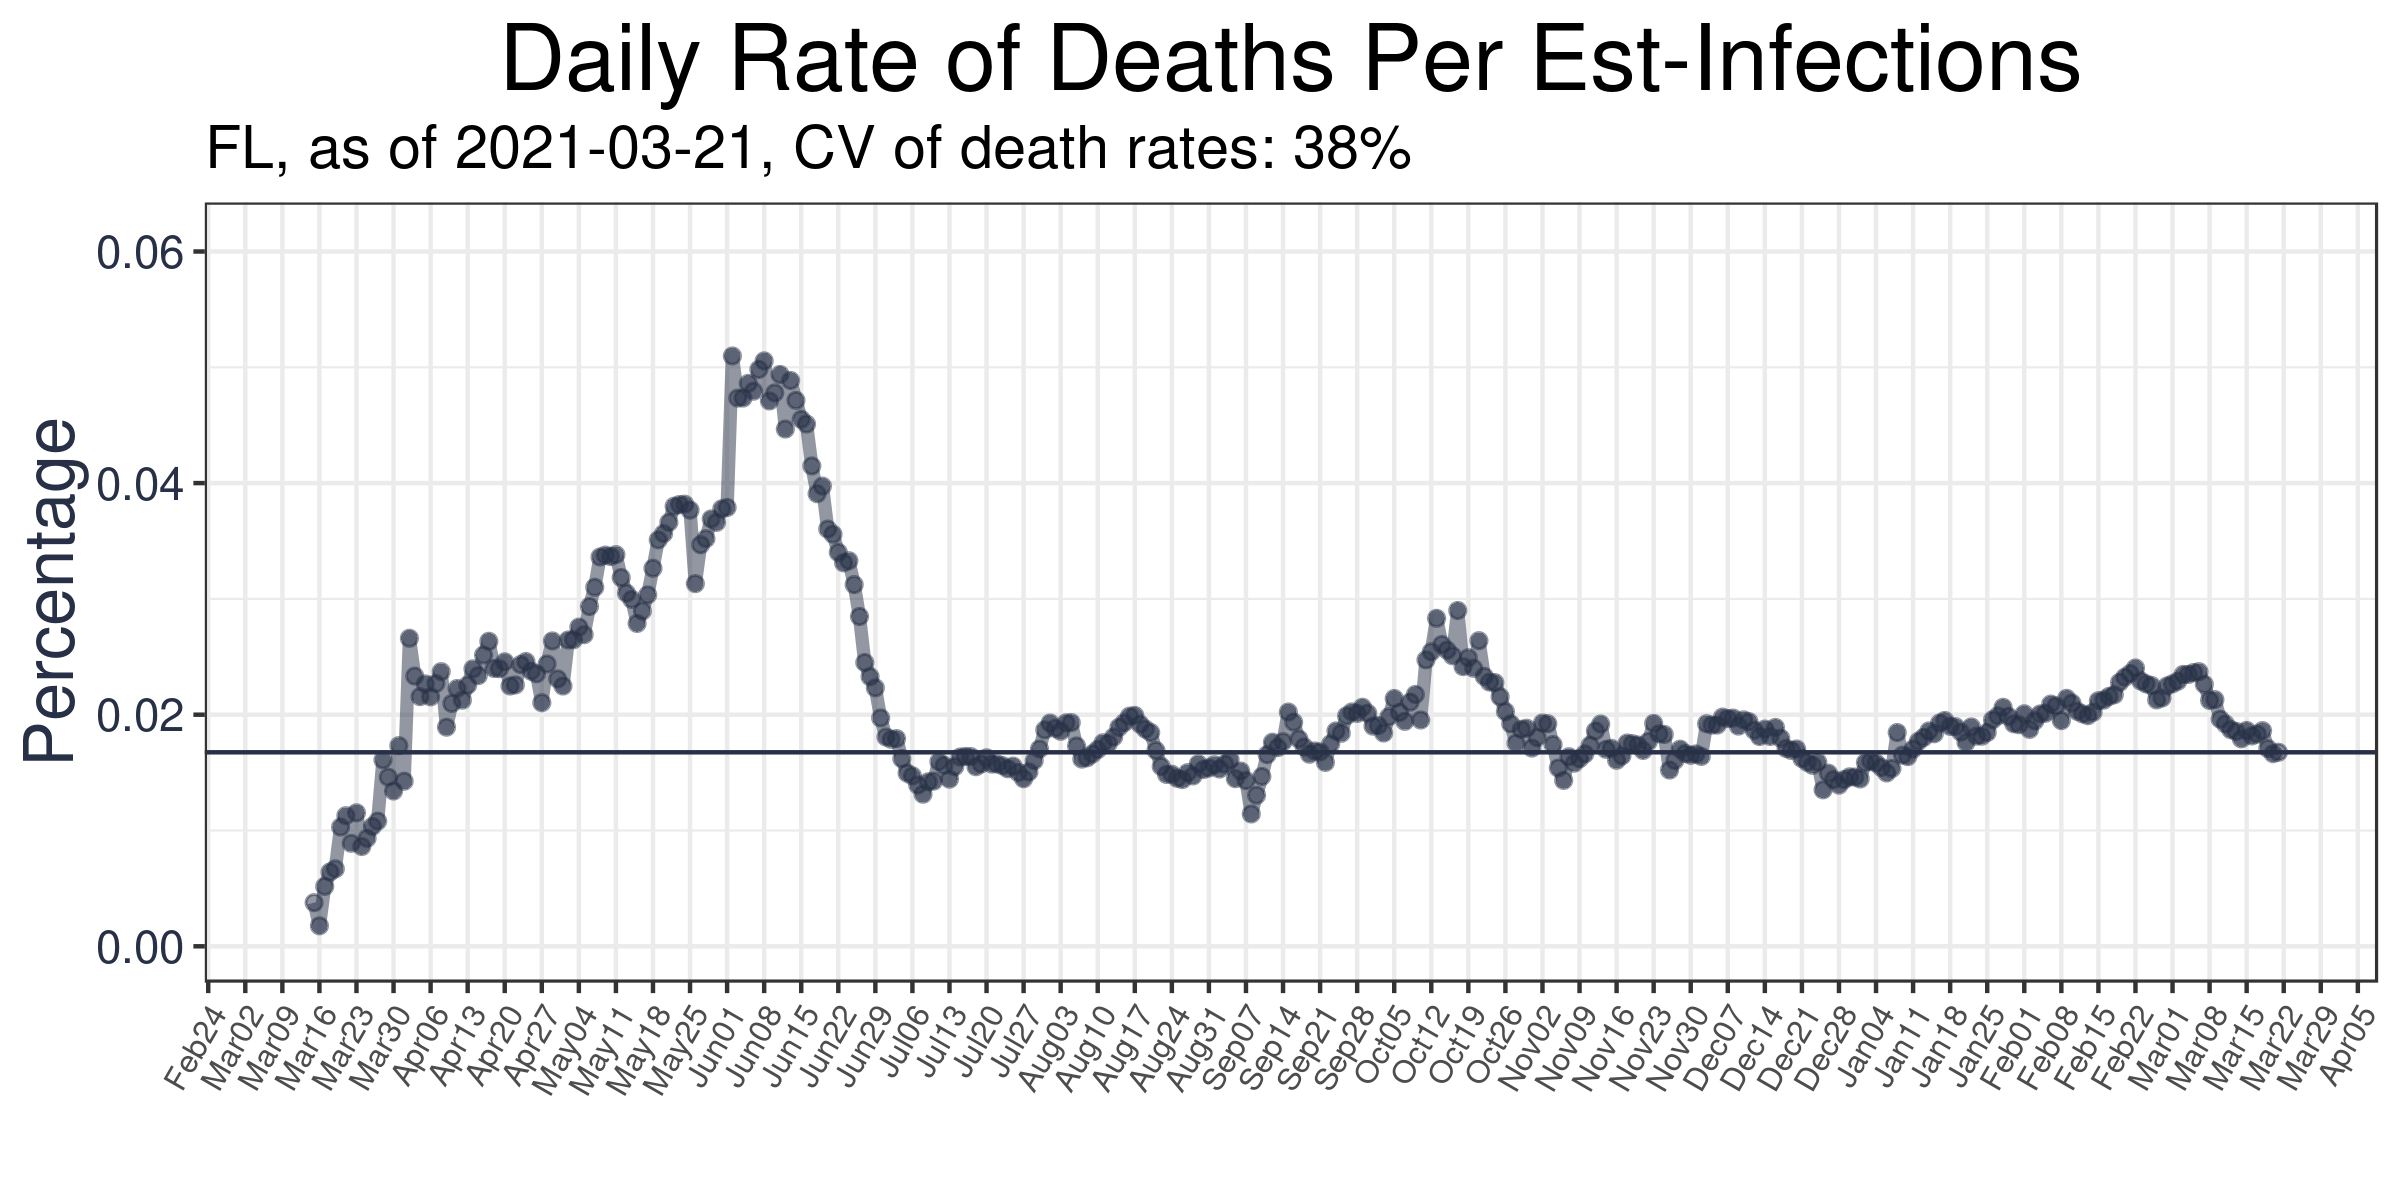 Daily Rate of Deaths Per Est-Infections
FL, as of 2021-03-21, CV of death rates: 38%
Percentage
0.06
0.04
0.02
0.00
Feb24
Mar02
Mar09
Mar16
Mar23
Mar30
Apr06
Apr13
Apr20
Apr27
May04
May11
May18
May25
Jun01
Jun08
Jun15
Jun22
Jun29
Jul06
Jul13
Jul20
Jul27
Aug03
Aug10
Aug17
Aug24
Aug31
Sep07
Sep14
Sep21
Sep28
Oct05
Oct12
Oct19
Oct26
Nov02
Nov09
Nov16
Nov23
Nov30
Nov07
Dec14
Dec21
Dec28
Dec04
Jan11
Jan18
Jan25
Feb01
Feb08
Feb15
Feb22
Mar01
Mar08
Mar15
Mar22
Mar29
Apr05